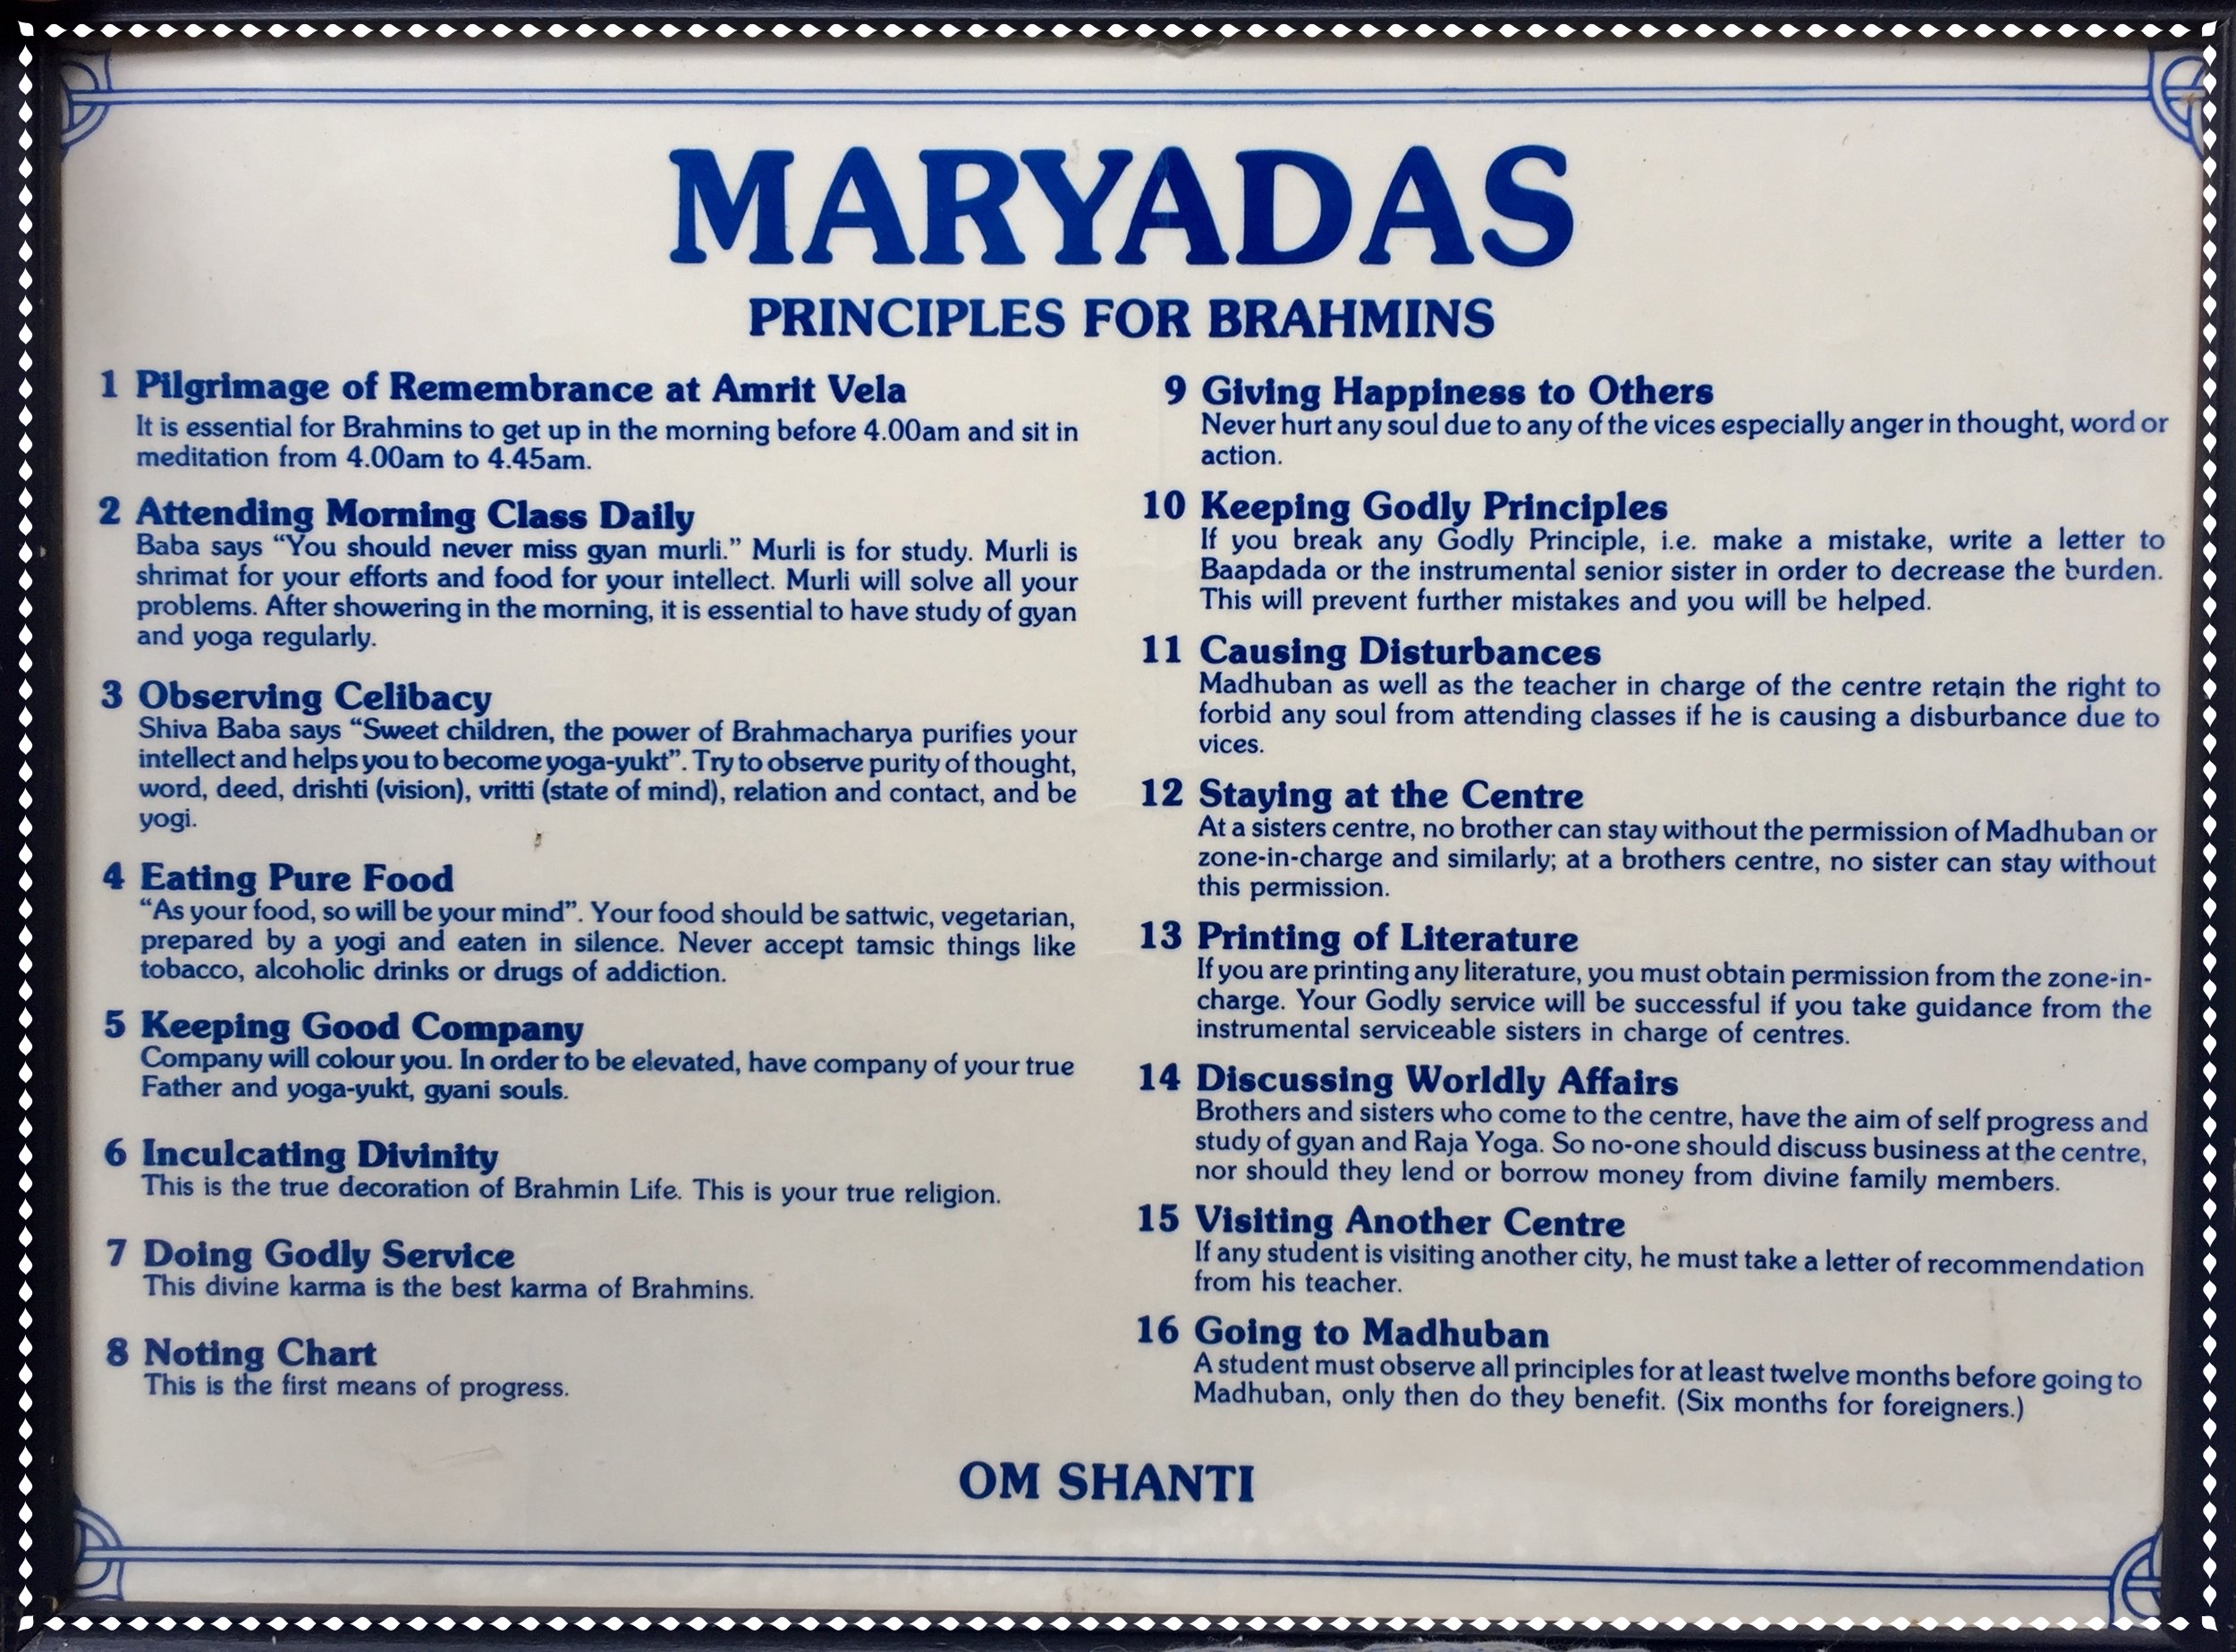 MARYADAS
PRINCIPLES FOR BRAHMINS
1 Pilgrimage of Remembrance at Amrit Vela
It is essential for Brahmins to get up in the morning before 4.00am and sit in
meditation from 4.00am to 4.45am.
2 Attending Morning Class Daily
Baba says “You should never miss gyan murli.” Murli is for study. Murli is
shrimat for your efforts and food for your intellect. Murli will solve all your
problems. After showering in the morning, it is essential to have study of gyan
and yoga regularly.
3 Observing Celibacy
Shiva Baba says “Sweet children, the power of Brahmacharya purifies your
intellect and helps you to become yoga-yukt”. Try to observe purity of thought,
word, deed, drishti (vision), vritti (state of mind), relation and contact, and be
yogi.
4 Eating Pure Food
“As your food, so will be your mind”. Your food should be sattwic, vegetarian,
prepared by a yogi and eaten in silence. Never accept tamsic things like
tobacco, alcoholic drinks or drugs of addiction.
5 Keeping Good Company
Company will colour you. In order to be elevated, have company of your true
Father and yoga-yukt, gyani souls.
6 Inculcating Divinity
This is the true decoration of Brahmin Life. This is your true religion.
7 Doing Godly Service
This divine karma is the best karma of Brahmins.
8 Noting Chart
This is the first means of progress.
9 Giving Happiness to Others
Never hurt any soul due to any of the vices especially anger in thought, word or
action.
10 Keeping Godly Principles
If you break any Godly Principle, i.e. make a mistake, write a letter to
Baapdada or the instrumental senior sister in order to decrease the burden.
This will prevent further mistakes and you will be helped.
11 Causing Disturbances
Madhuban as well as the teacher in charge of the centre retain the right to
forbid any soul from attending classes if he is causing a disburbance due to
vices.
12 Staying at the Centre
At a sisters centre, no brother can stay without the permission of Madhuban or
zone-in-charge and similarly; at a brothers centre, no sister can stay without
this permission.
13 Printing of Literature
If you are printing any literature, you must obtain permission from the zone-in-
charge. Your Godly service will be successful if you take guidance from the
instrumental serviceable sisters in charge of centres.
14 Discussing Worldly Affairs
Brothers and sisters who come to the centre, have the aim of self progress and
study of gyan and Raja Yoga. So no-one should discuss business at the centre,
nor should they lend or borrow money from divine family members.
15 Visiting Another Centre
If any student is visiting another city, he must take a letter of recommendation
from his teacher.
16 Going to Madhuban
A student must observe all principles for at least twelve months before going to
Madhuban, only then do they benefit. (Six months for foreigners.)
OM SHANTI